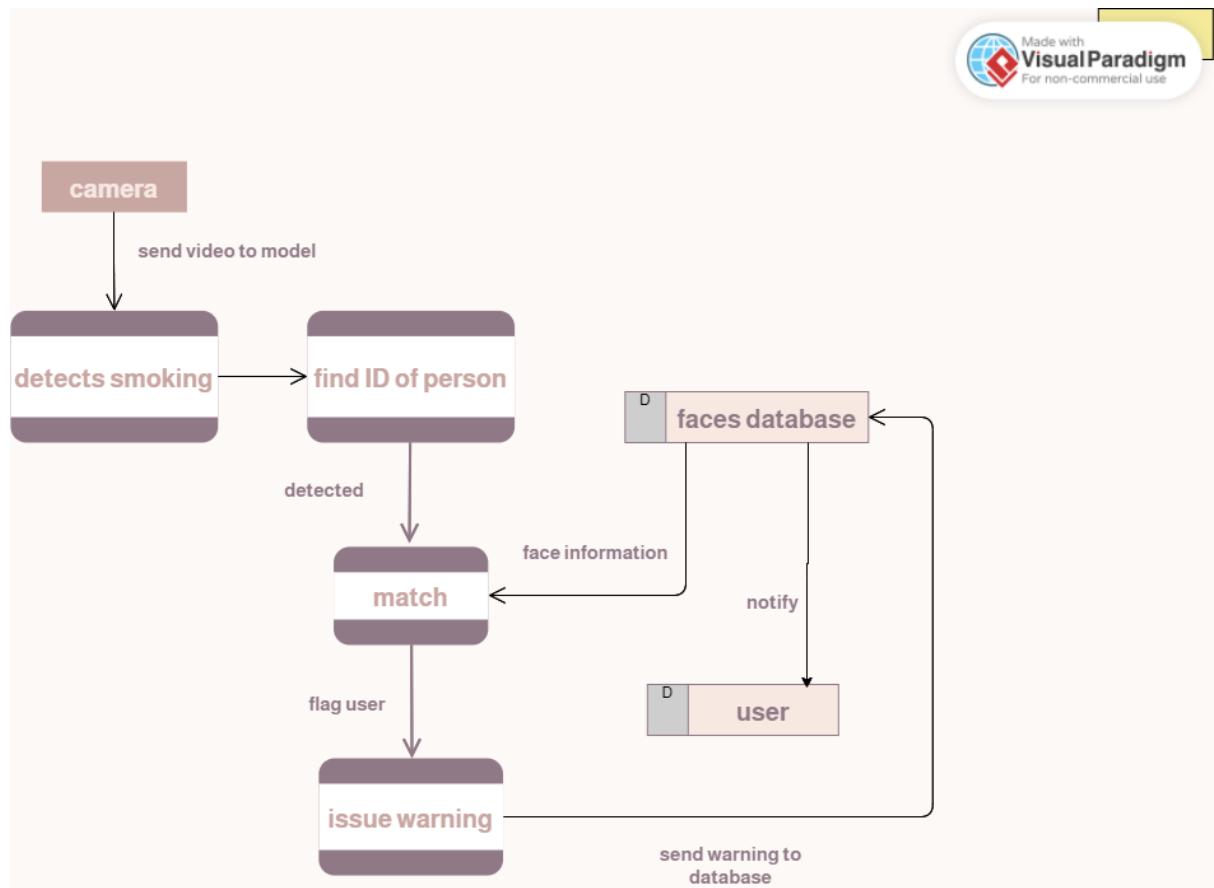 Made with
Visual Paradigm
For non-commercial use
camera
send video to model
detects smoking
find ID of person
D
faces database
detected
face information
match
notify
flag user
D
user
issue warning
send warning to
database